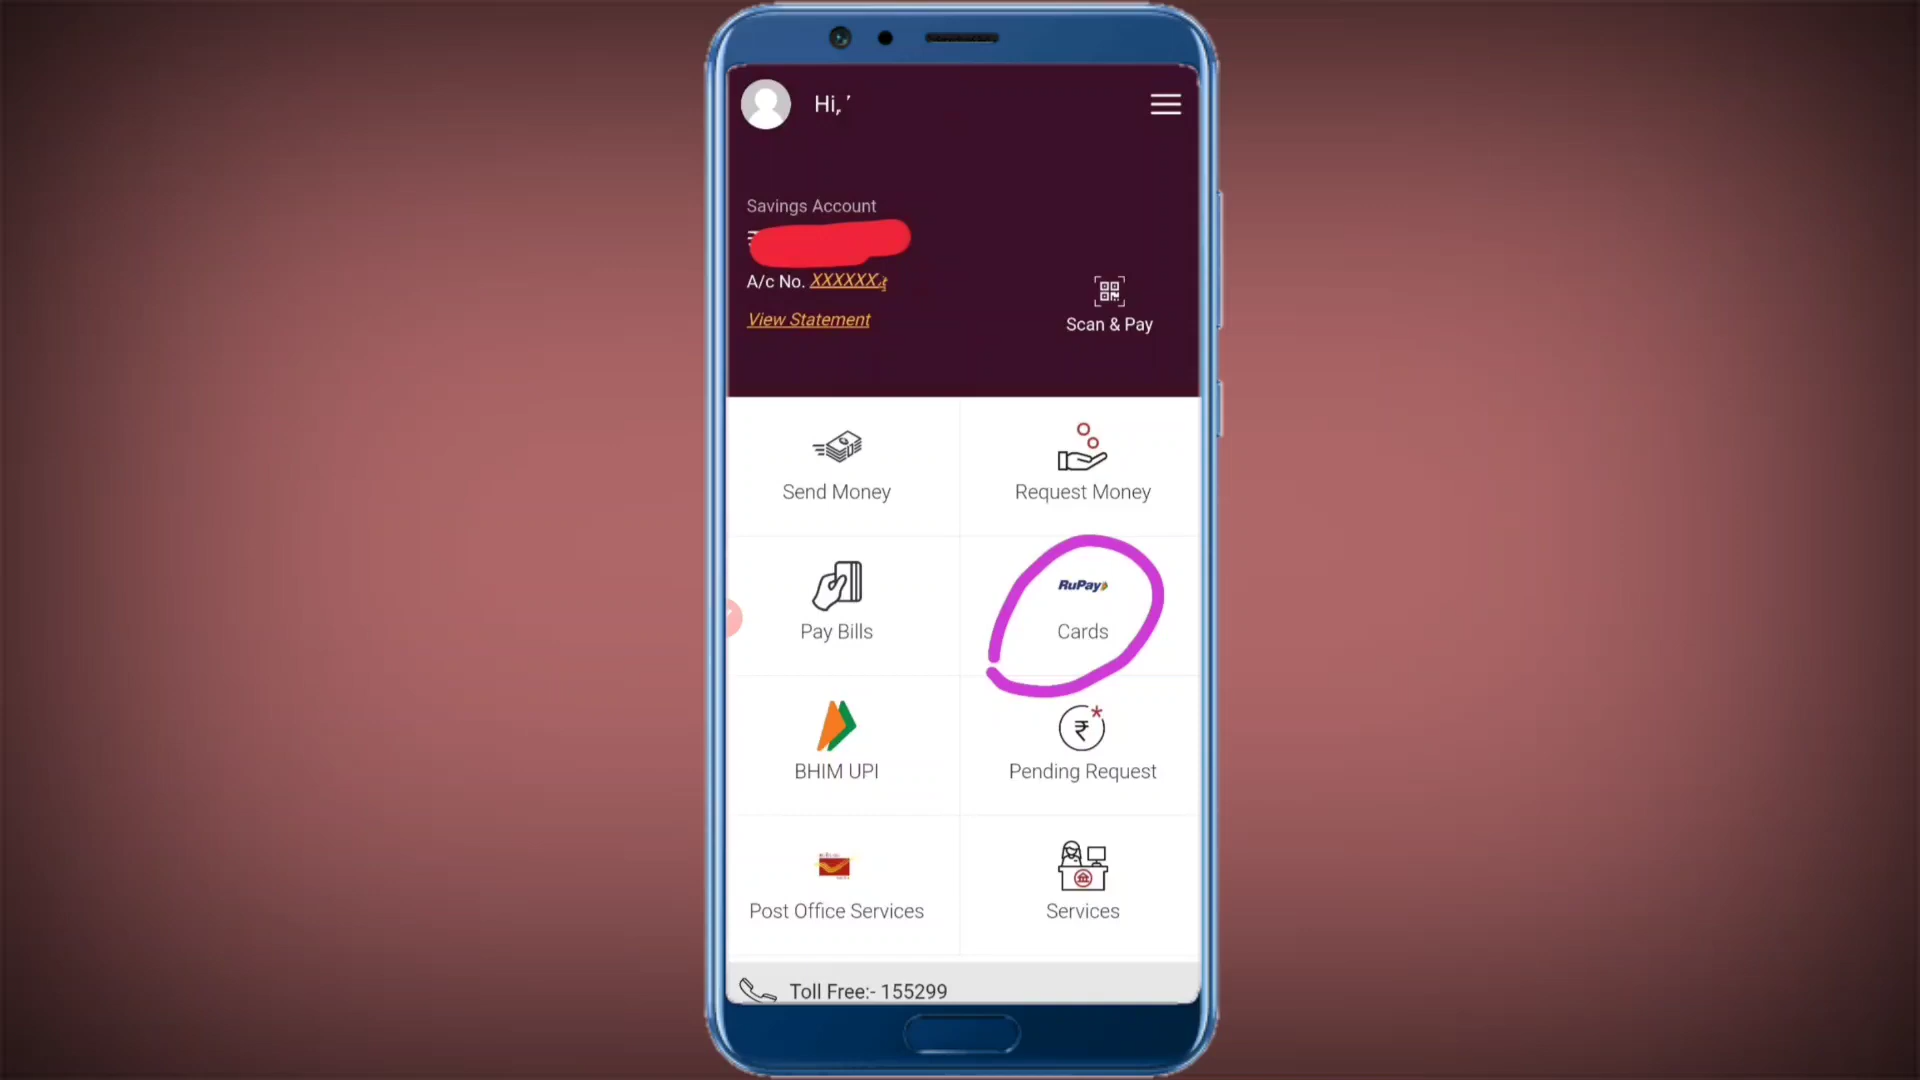 Hi,
Savings Account
A/c No. XXXXXX
View Statement
Scan & Pay
Send Money
Request Money
Pay Bills
RuPay
Cards
BHIM UPI
Pending Request
Post Office Services
Services
Toll Free:- 155299